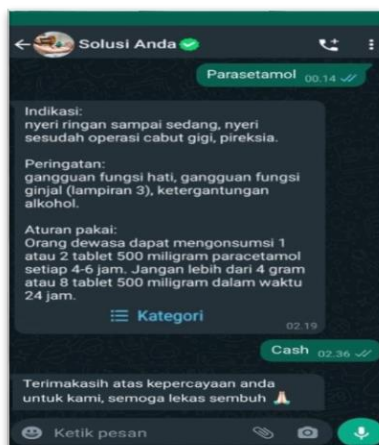 Solusi Anda
Parasetamol 00.14
Indikasi:
nyeri ringan sampai sedang, nyeri
sesudah operasi cabut gigi, pireksia.
Peringatan:
gangguan fungsi hati, gangguan fungsi
ginjal (lampiran 3), ketergantungan
alkohol.
Aturan pakai:
Orang dewasa dapat mengonsumsi 1
atau 2 tablet 500 miligram paracetamol
setiap 4-6 jam. Jangan lebih dari 4 gram
atau 8 tablet 500 miligram dalam waktu
24 jam.
Kategori
02.19
Cash 02.36
Terimakasih atas kepercayaan anda
untuk kami, semoga lekas sembuh 🙏🏻
Ketik pesan